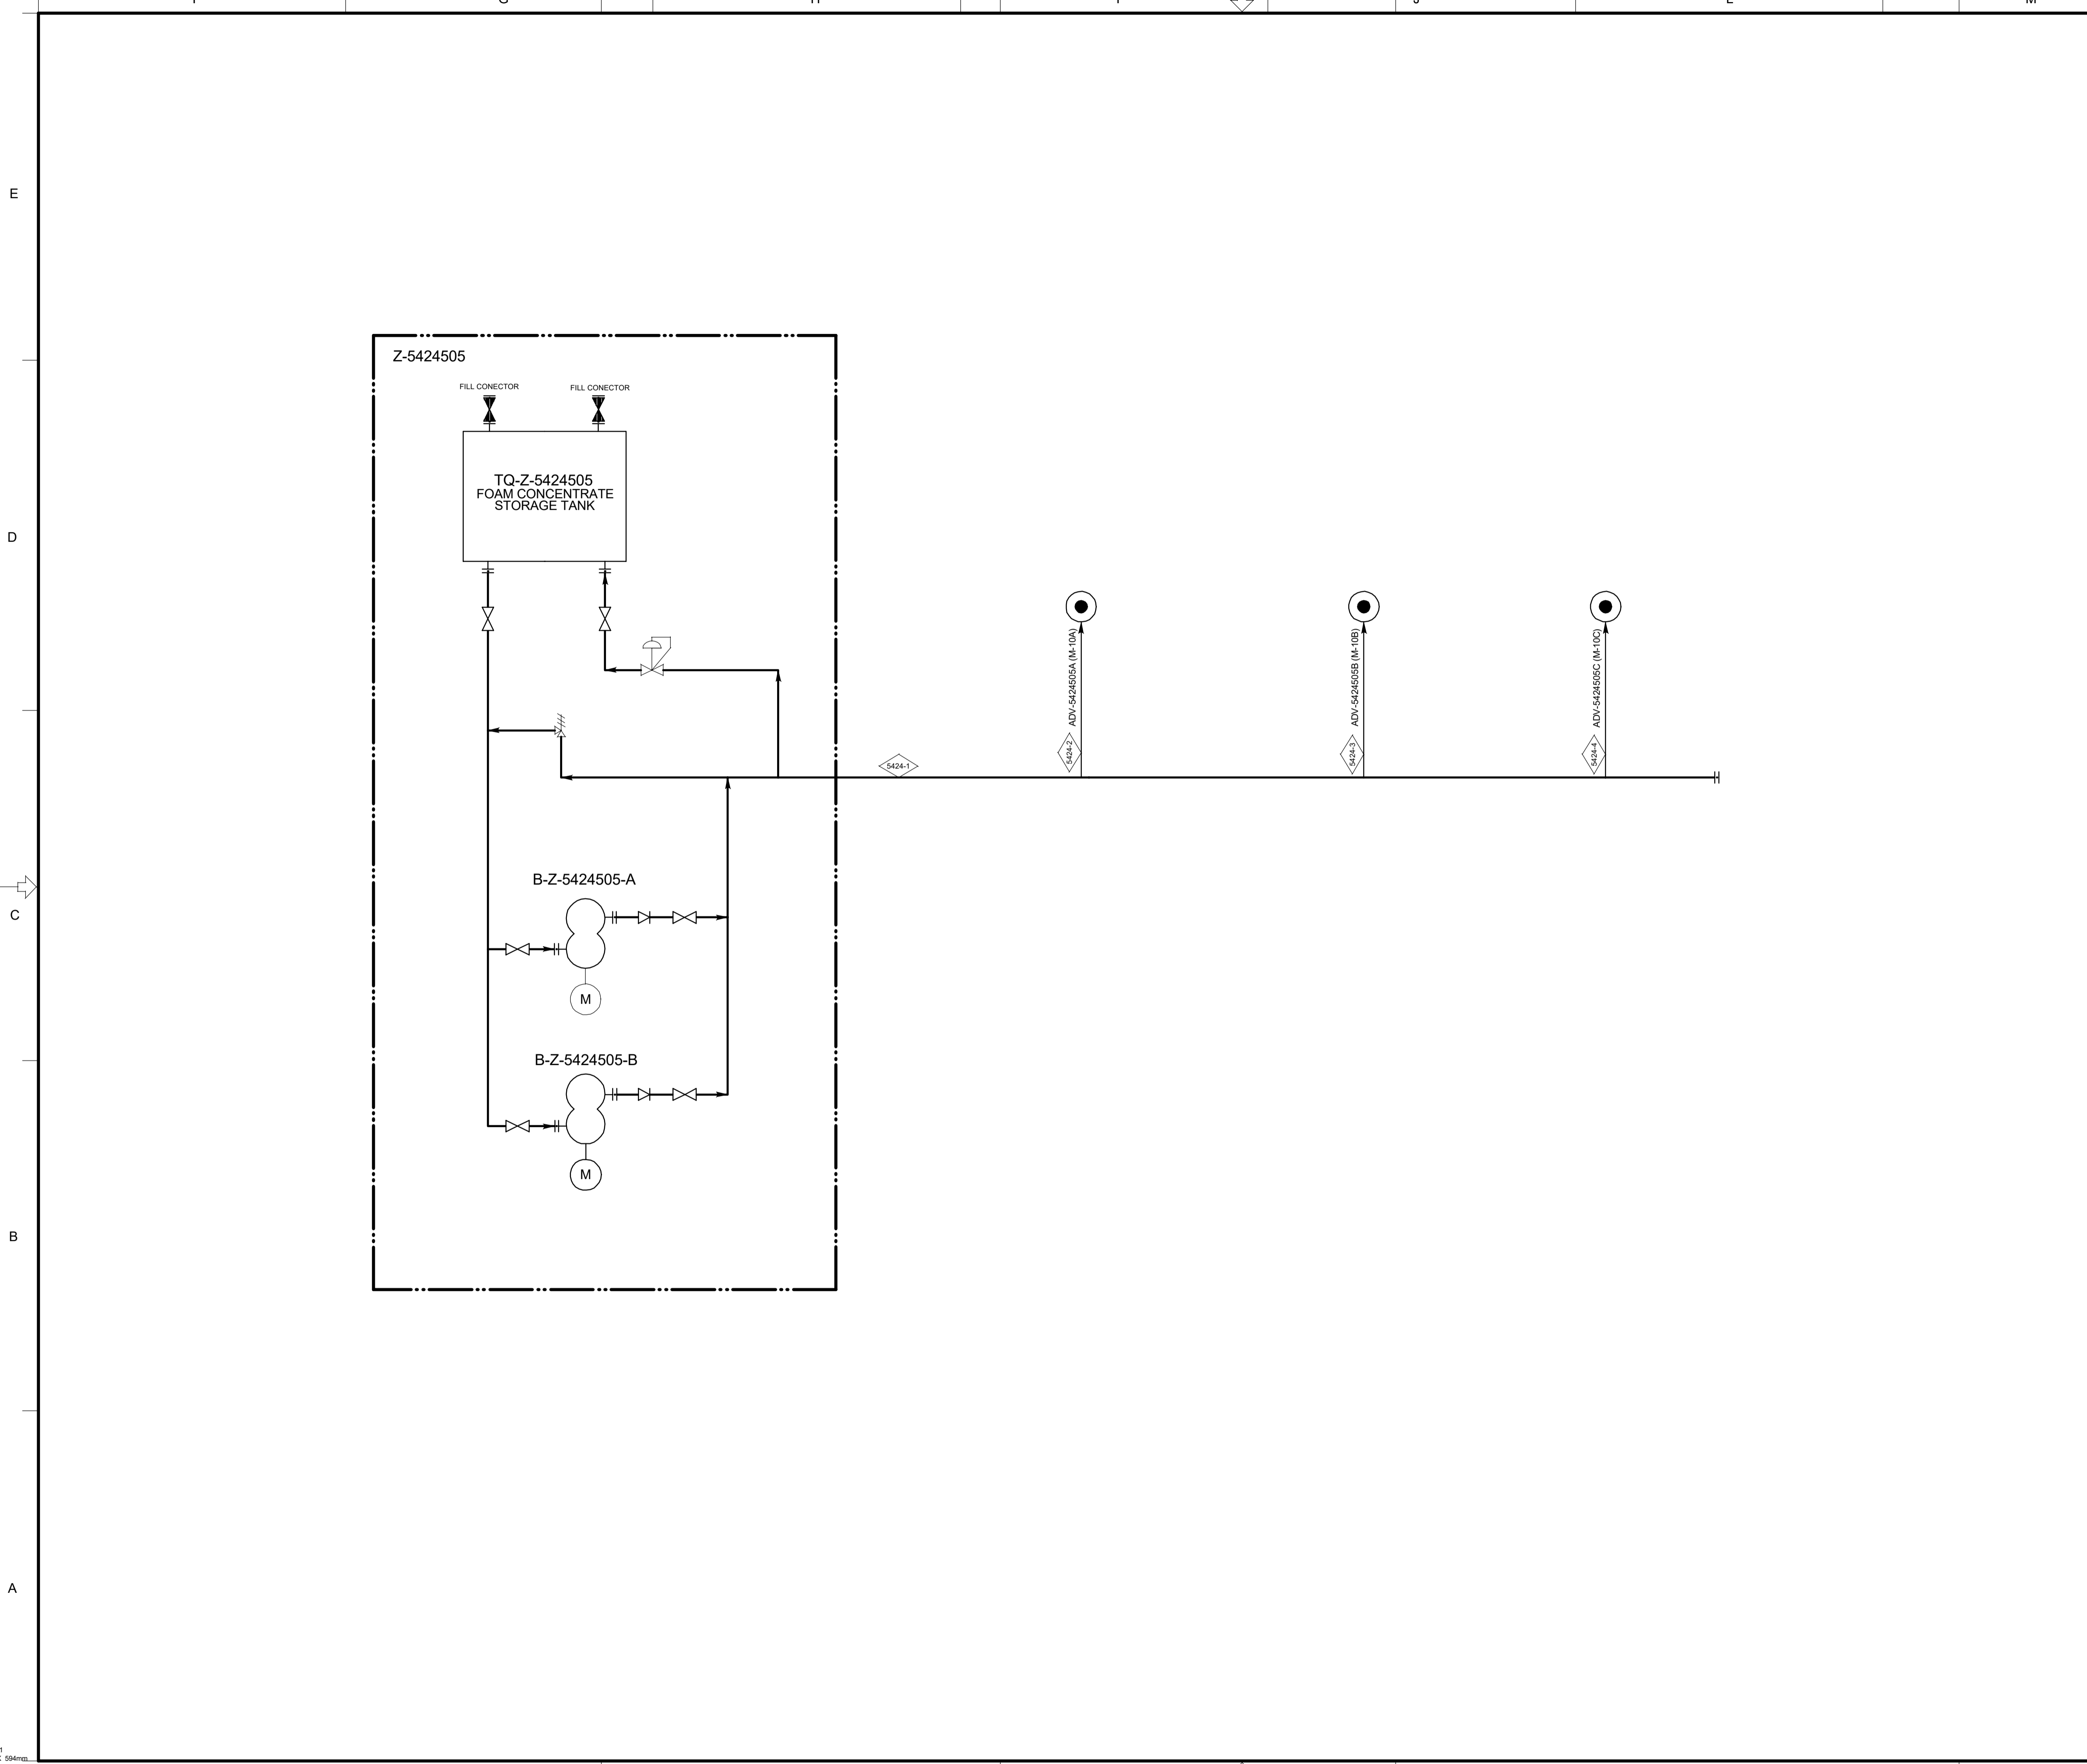 G
J
E
Z-5424505
FILL CONECTOR
FILL CONECTOR
TQ-Z-5424505
FOAM CONCENTRATE
STORAGE TANK
D
ADV-5424505A (M-10A)
ADV-5424505B (M-10B)
ADV-5424505C (M-10C)
5424-2
5424-3
5424-4
5424-1
B-Z-5424505-A
C
M
B-Z-5424505-B
M
B
A
594mm